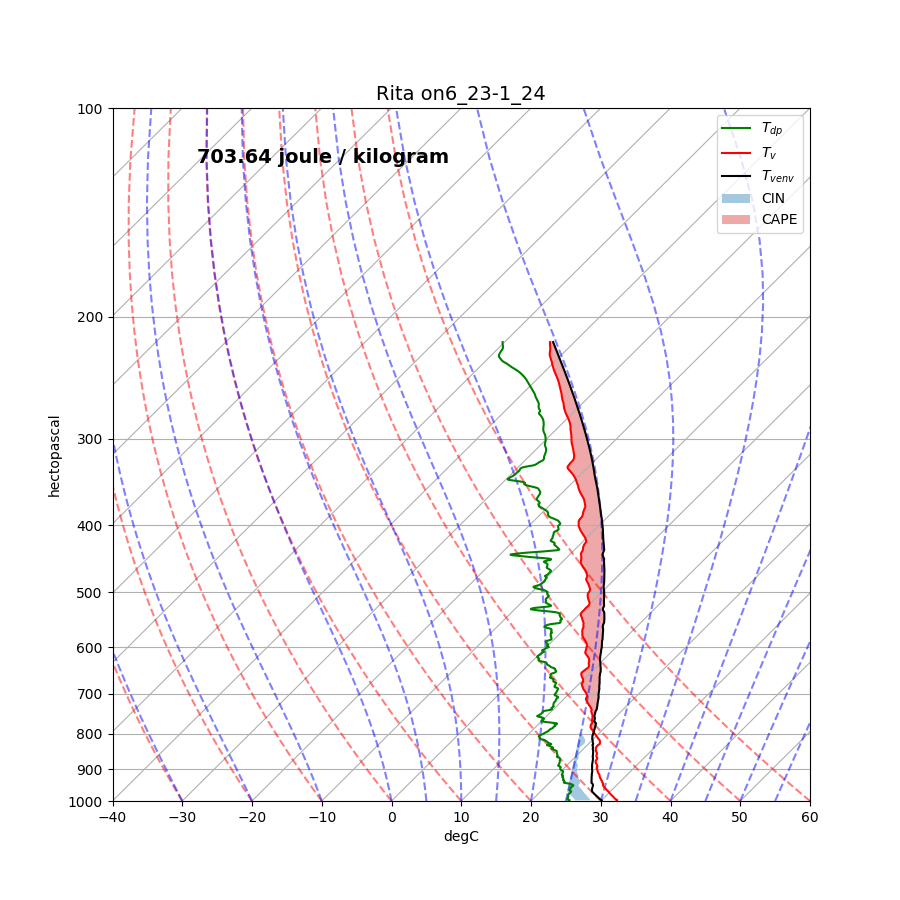 Rita on6_23-1_24
703.64 joule / kilogram
T_dp
T_v
T_venv
CIN
CAPE
hectopascal
100
200
300
400
500
600
700
800
900
1000
−40 −30 −20 −10 0 10 20 30 40 50 60
degC